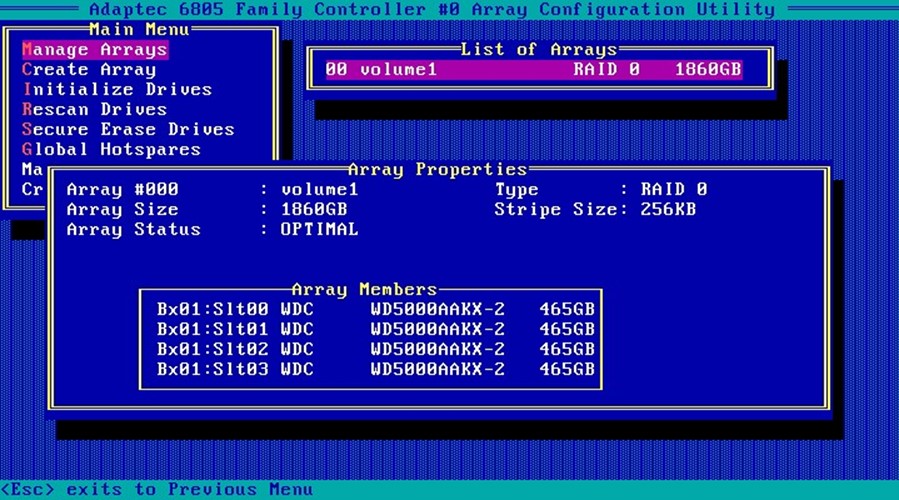 Adaptec 6805 Family Controller #0 Array Configuration Utility
Main Menu
Manage Arrays
Create Array
Initialize Drives
Rescan Drives
Secure Erase Drives
Global Hotspares
Ma
Cr
List of Arrays
00 volume1 RAID 0 1860GB
Array Properties
Array #000 : volume1 Type : RAID 0
Array Size : 1860GB Stripe Size: 256KB
Array Status : OPTIMAL
Array Members
Bx01:Slt00 WDC WD5000AAKX-2 465GB
Bx01:Slt01 WDC WD5000AAKX-2 465GB
Bx01:Slt02 WDC WD5000AAKX-2 465GB
Bx01:Slt03 WDC WD5000AAKX-2 465GB
<Esc> exits to Previous Menu